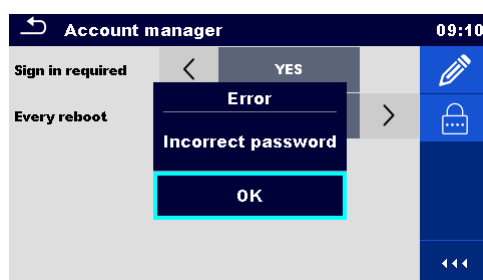 Account manager 09:10
Sign in required YES
Error
Every reboot
Incorrect password
OK